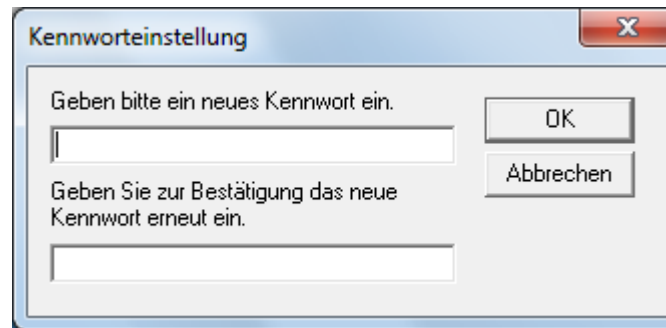 Kennworteinstellung
Geben bitte ein neues Kennwort ein.
OK
Abbrechen
Geben Sie zur Bestätigung das neue
Kennwort erneut ein.